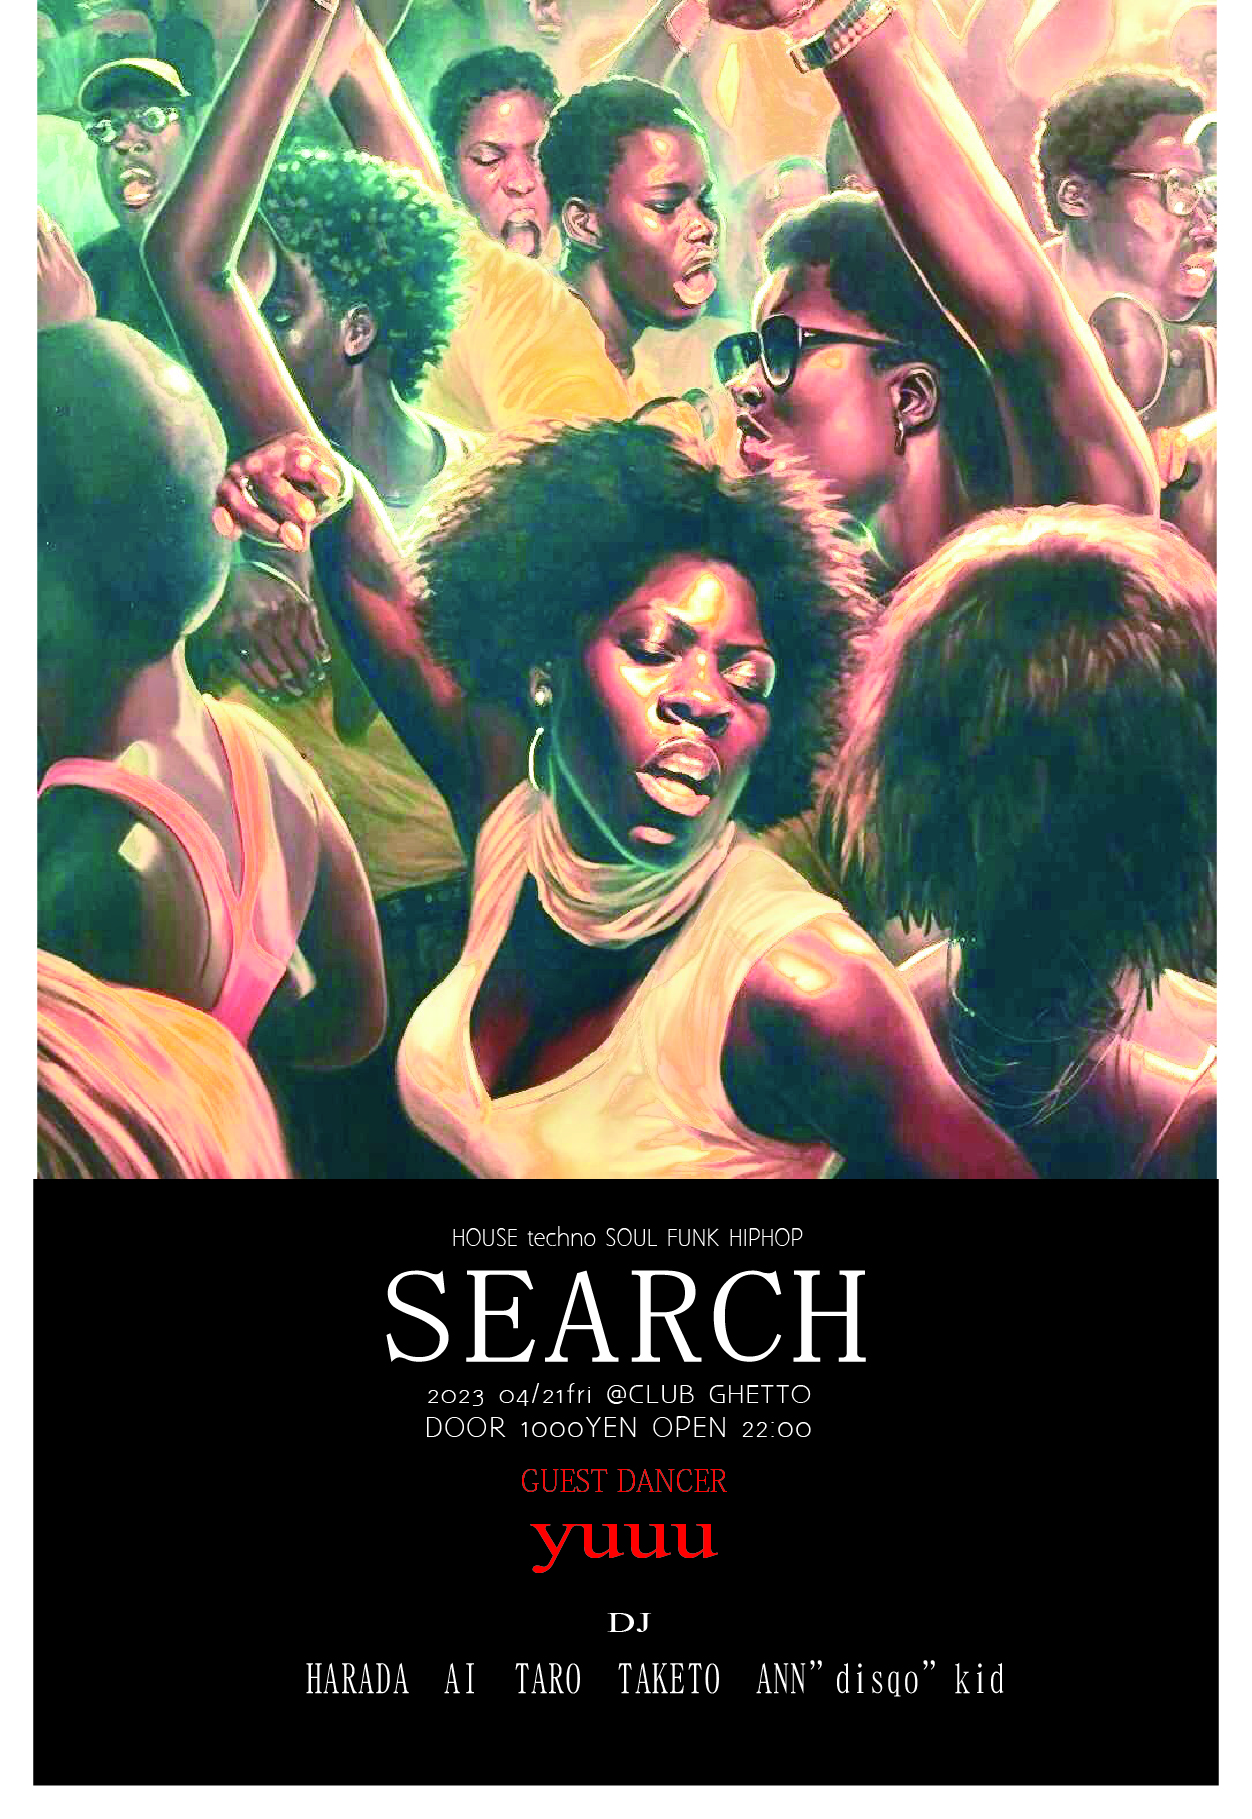 HOUSE techno SOUL FUNK HIPHOP
SEARCH
2023 04/21fri @CLUB GHETTO
DOOR 1000YEN OPEN 22:00
GUEST DANCER
yuuu
DJ
HARADA AI TARO TAKETO ANN”disqo”kid